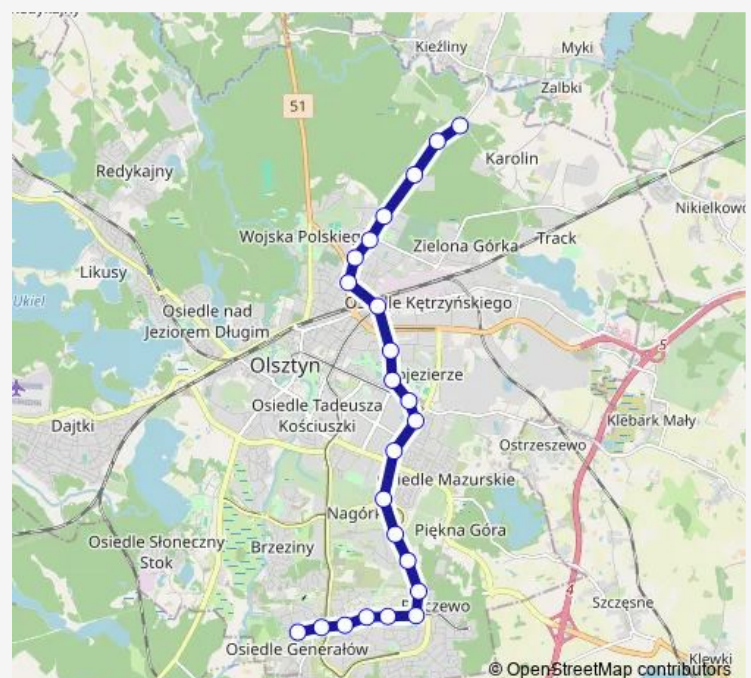 Kieźliny
Myki
Zalbki
51
Redykajny
Karolin
Nikielkowo
Wojska Polskiego
Zielona Górka
Track
Likusy
Ukiel
Osiedle Kętrzyńskiego
Osiedle nad
Jeziorem Długim
5
Olsztyn
Pojezierze
Osiedle Tadeusza
Kościuszki
Klebark Mały
Dajtki
Ostrzeszewo
Osiedle Mazurskie
Nagórki
Piękna Góra
Osiedle Słoneczny
Stok
Brzeziny
4
Szczęsne
Osiedle Generałów
Klewki
© OpenStreetMap contributors